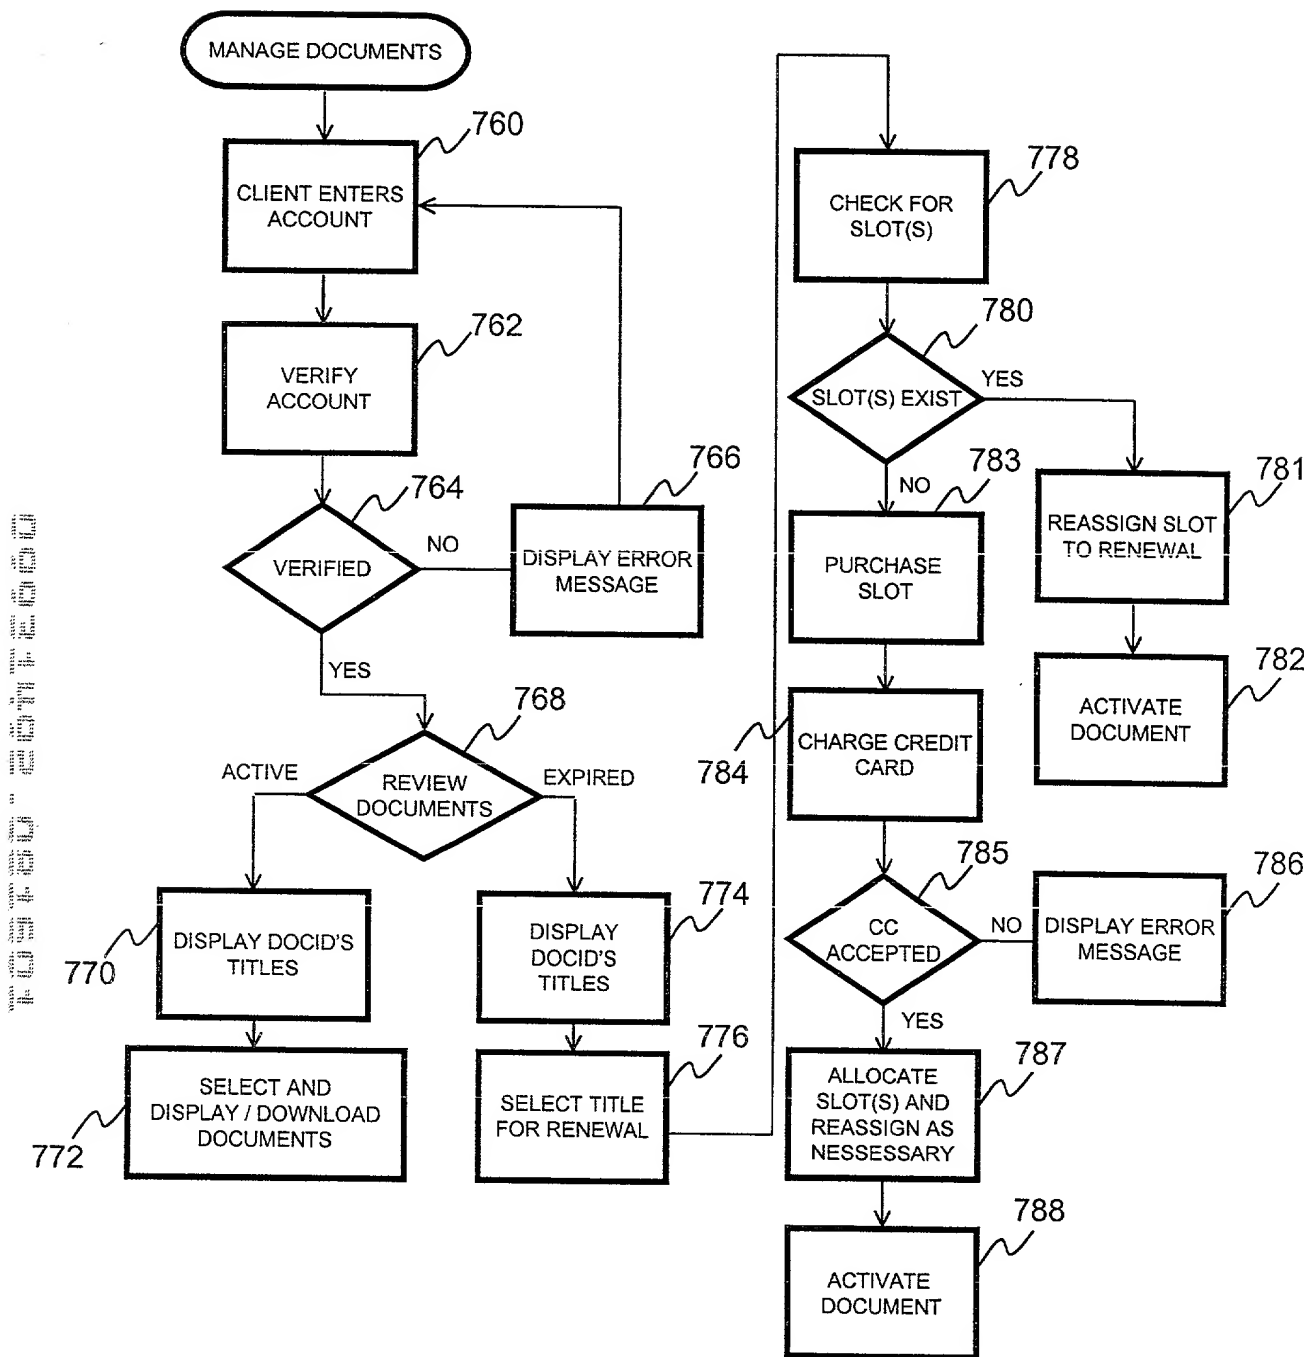 MANAGE DOCUMENTS
760
CLIENT ENTERS
ACCOUNT
762
VERIFY
ACCOUNT
764
VERIFIED
NO
766
DISPLAY ERROR
MESSAGE
YES
768
REVIEW
DOCUMENTS
ACTIVE
EXPIRED
770
DISPLAY DOCID'S
TITLES
772
SELECT AND
DISPLAY / DOWNLOAD
DOCUMENTS
774
DISPLAY
DOCID'S
TITLES
776
SELECT TITLE
FOR RENEWAL
778
CHECK FOR
SLOT(S)
780
SLOT(S) EXIST
YES
781
REASSIGN SLOT
TO RENEWAL
782
ACTIVATE
DOCUMENT
NO
783
PURCHASE
SLOT
784
CHARGE CREDIT
CARD
785
CC
ACCEPTED
NO
786
DISPLAY ERROR
MESSAGE
YES
787
ALLOCATE
SLOT(S) AND
REASSIGN AS
NESSESSARY
788
ACTIVATE
DOCUMENT